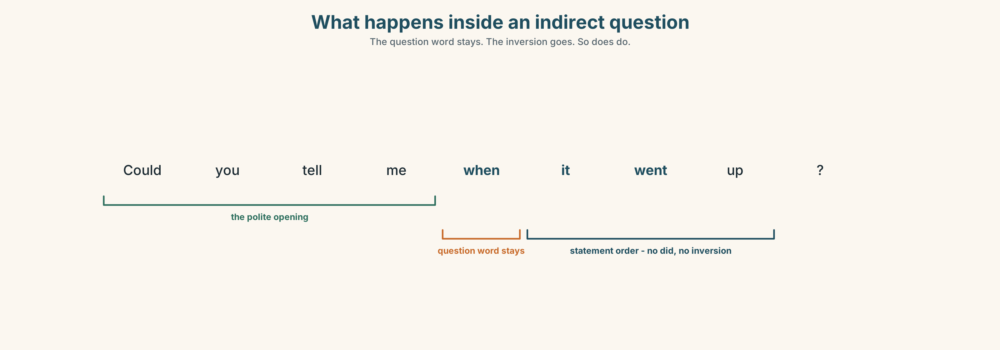 What happens inside an indirect question
The question word stays. The inversion goes. So does do.
Could you tell me when it went up ?
the polite opening
question word stays
statement order - no did, no inversion